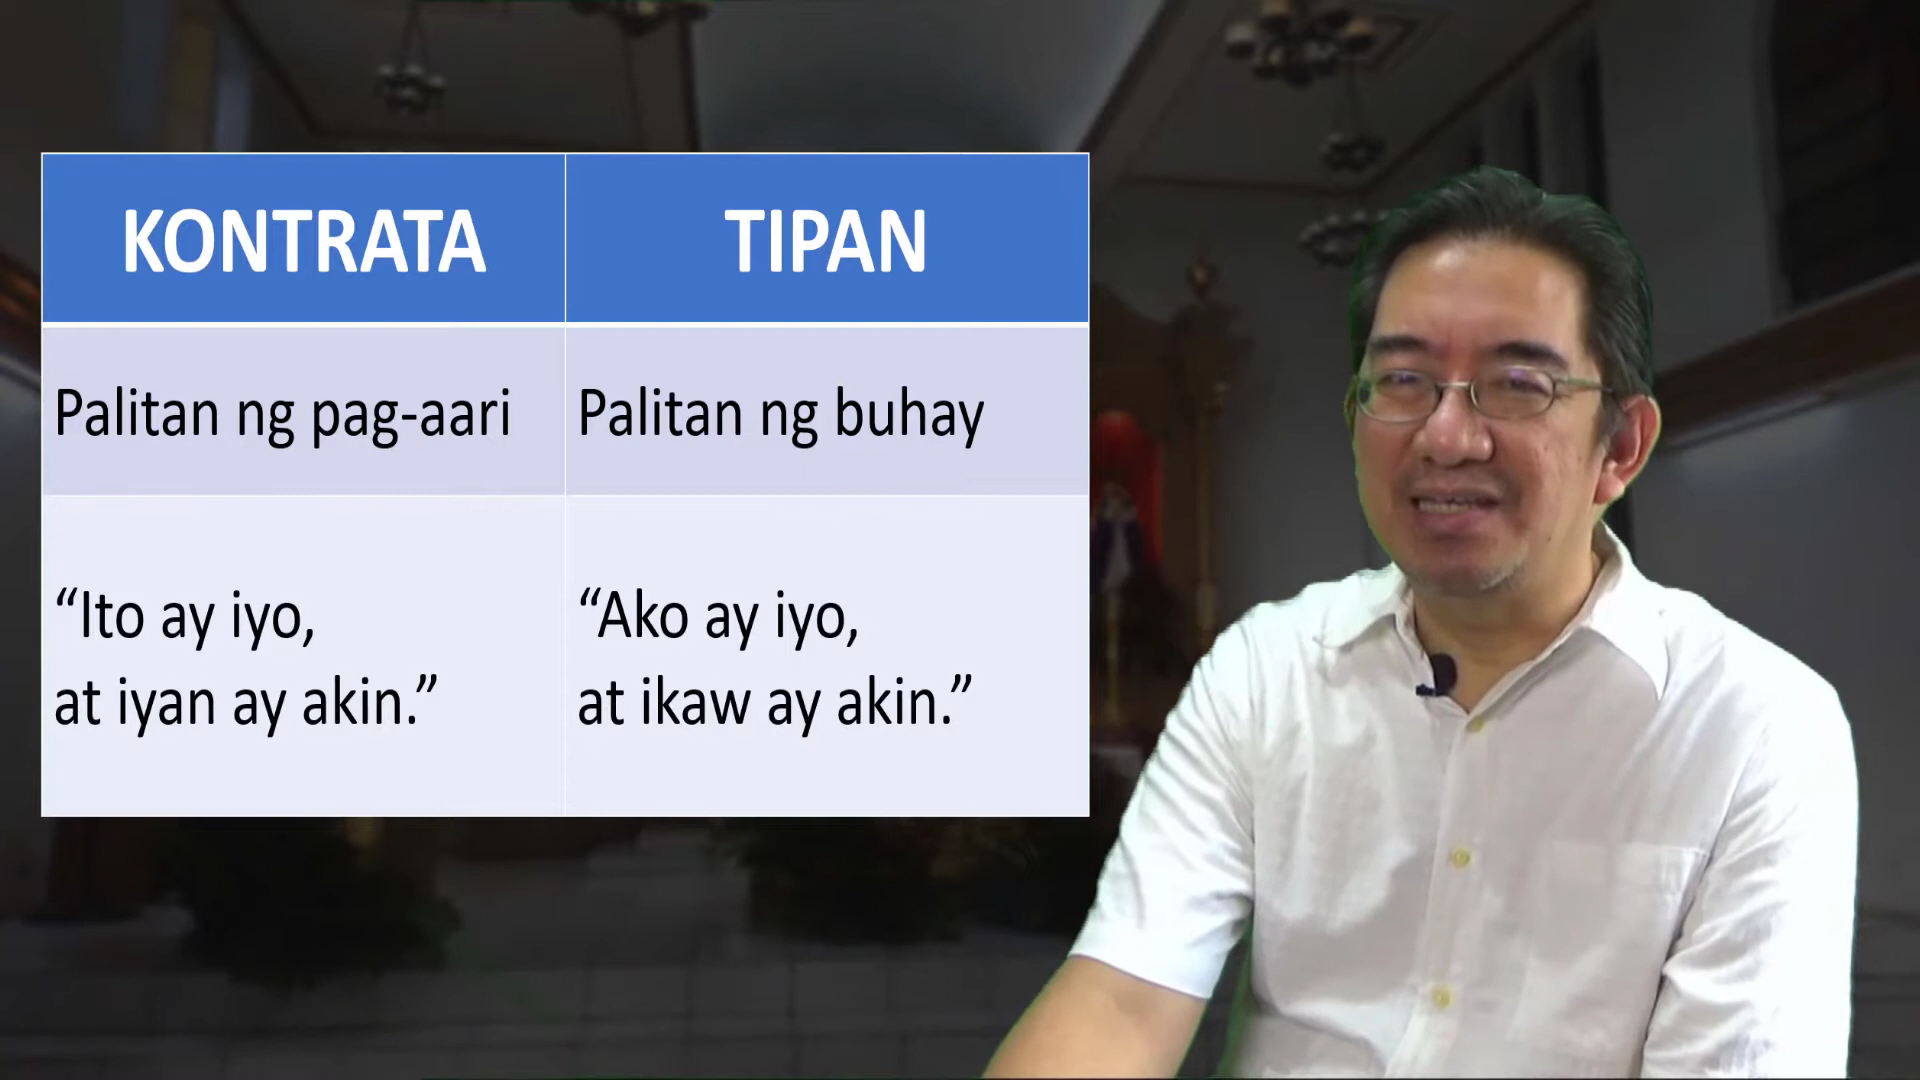 KONTRATA
TIPAN
Palitan ng pag-aari
Palitan ng buhay
“Ito ay iyo,
at iyan ay akin.”
“Ako ay iyo,
at ikaw ay akin.”